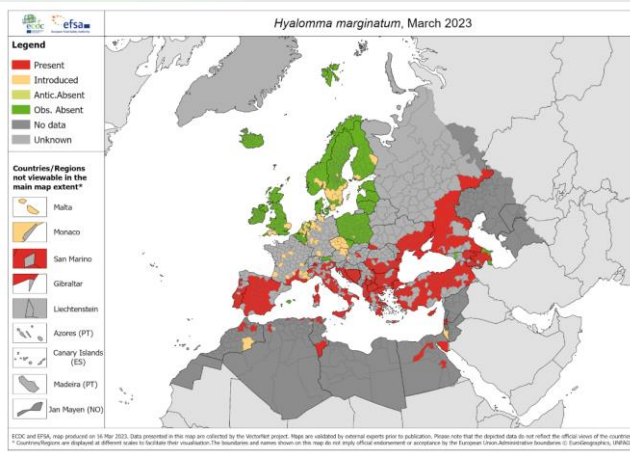 ecdc
efsa
Hyalomma marginatum, March 2023
Legend
Present
Introduced
Antic.Absent
Obs. Absent
No data
Unknown
Countries/Regions
not viewable in the
main map extent*
Malta
Monaco
San Marino
Gibraltar
Liechtenstein
Azores (PT)
Canary Islands
(ES)
Madeira (PT)
Jan Mayen (NO)
ECDC and EFSA, map produced on 16 Mar 2023. Data presented in this map are collected by the VectorNet project. Maps are validated by external experts prior to publication. Please note that the depicted data do not reflect the official views of the countries
* Countries/Regions are displayed at different scales to facilitate their visualisation.The boundaries and names shown on this map do not imply official endorsement or acceptance by the European Union.Administrative boundaries © EuroGeographics, UNFAO